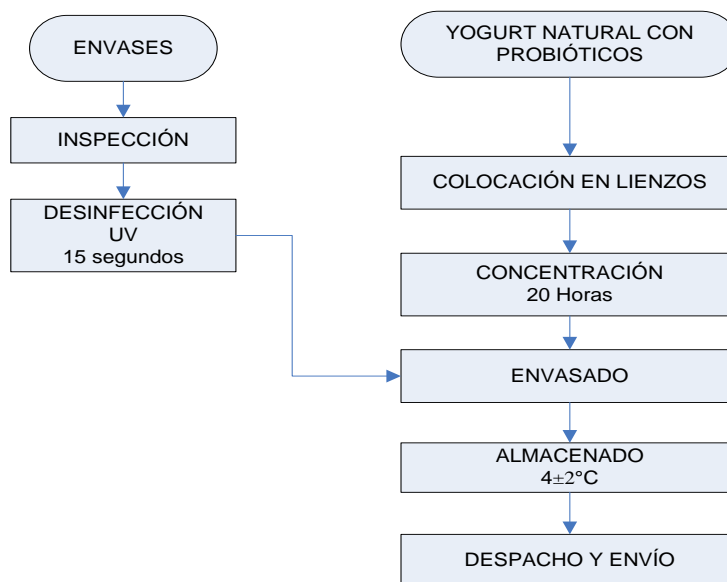 ENVASES
INSPECCIÓN
DESINFECCIÓN
UV
15 segundos
YOGURT NATURAL CON
PROBIÓTICOS
COLOCACIÓN EN LIENZOS
CONCENTRACIÓN
20 Horas
ENVASADO
ALMACENADO
4±2°C
DESPACHO Y ENVÍO